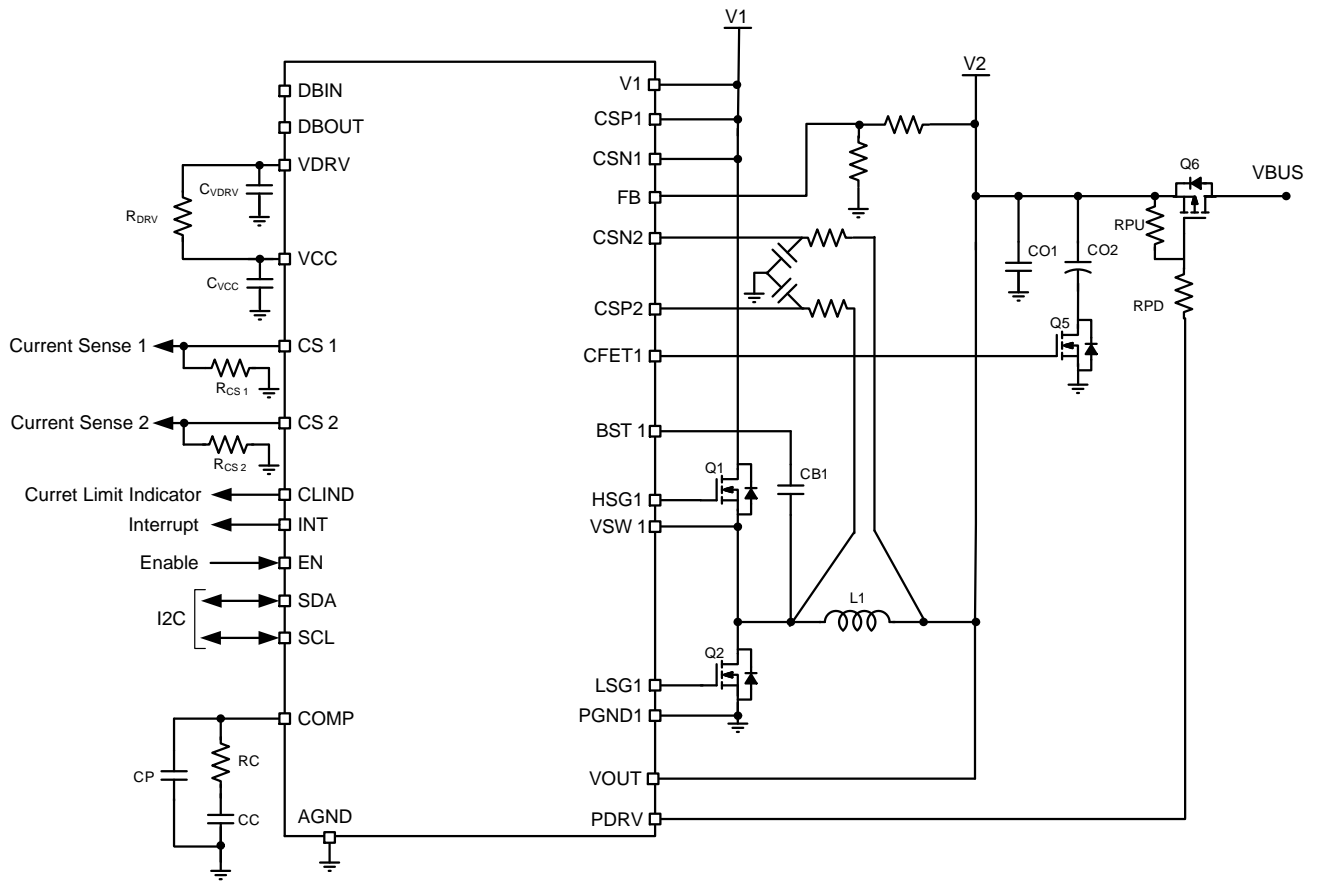 V1
V2
DBIN
DBOUT
VDRV
CVDRV
RDRV
VCC
CVCC
Current Sense 1
CS 1
RCS 1
Current Sense 2
CS 2
RCS 2
Curret Limit Indicator
CLIND
Interrupt
INT
Enable
EN
I2C
SDA
SCL
COMP
CP
RC
CC
AGND
V1
CSP1
CSN1
FB
CSN2
CSP2
CFET1
BST 1
HSG1
VSW 1
LSG1
PGND1
VOUT
PDRV
Q1
CB1
L1
Q2
CO1
CO2
Q5
RPU
RPD
Q6
VBUS